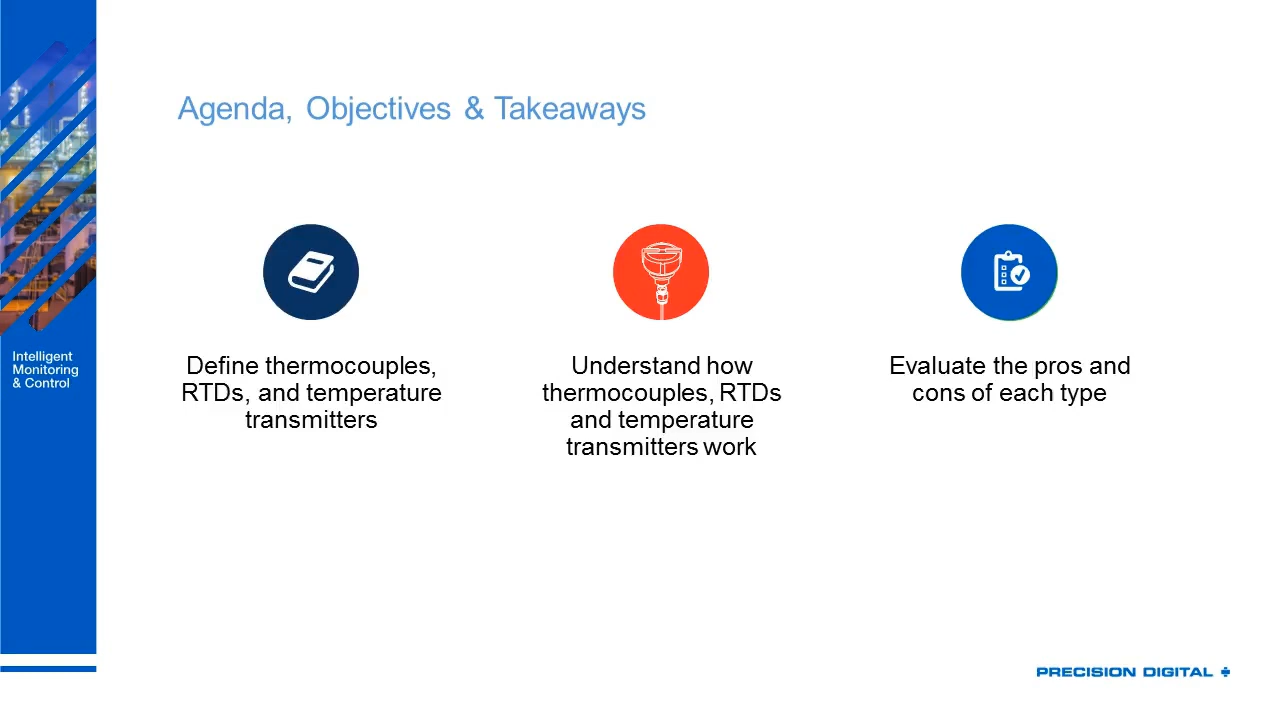 Agenda, Objectives & Takeaways
Define thermocouples,
RTDs, and temperature
transmitters
Understand how
thermocouples, RTDs
and temperature
transmitters work
Evaluate the pros and
cons of each type
Intelligent
Monitoring
& Control
PRECISION DIGITAL